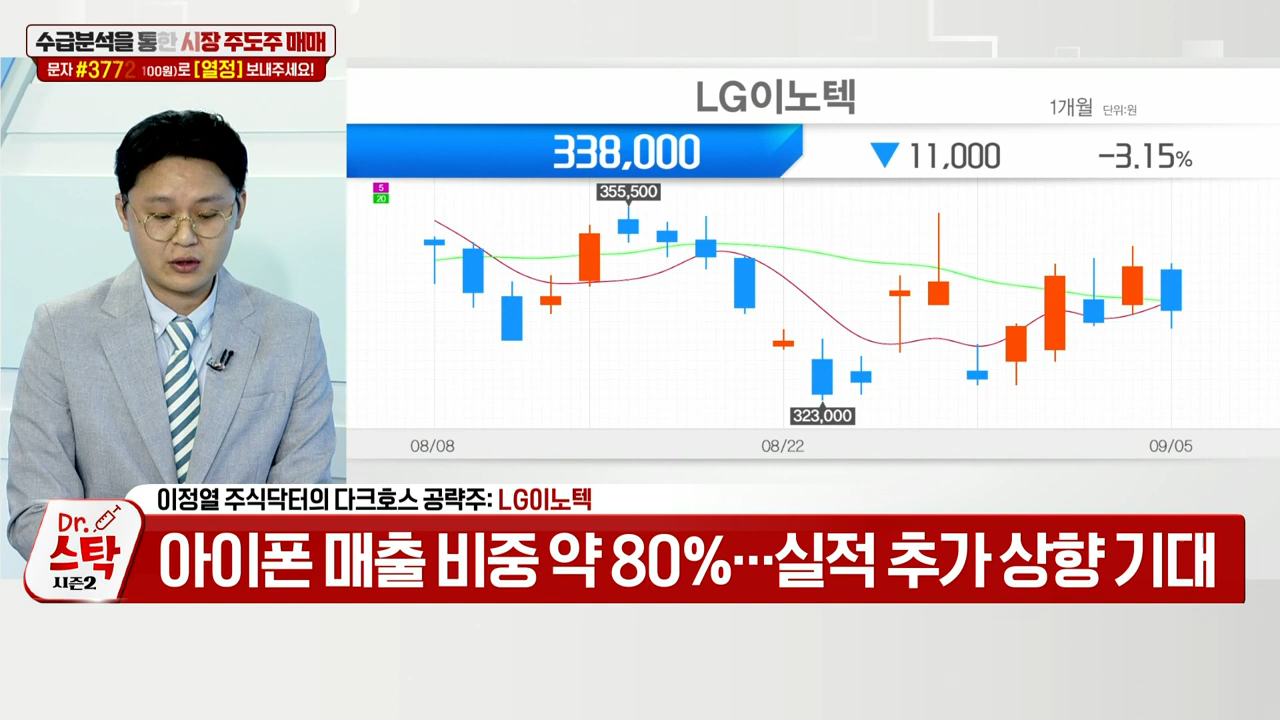 수급분석을 통한 시장 주도주 매매
문자 #3772 100원)로 [열정] 보내주세요!
LG이노텍
1개월 단위:원
338,000 ▼ 11,000 -3.15%
5
20
355,500
323,000
08/08 08/22 09/05
이정열 주식닥터의 다크호스 공략주: LG이노텍
Dr.
스탁
시즌2
아이폰 매출 비중 약 80%…실적 추가 상향 기대